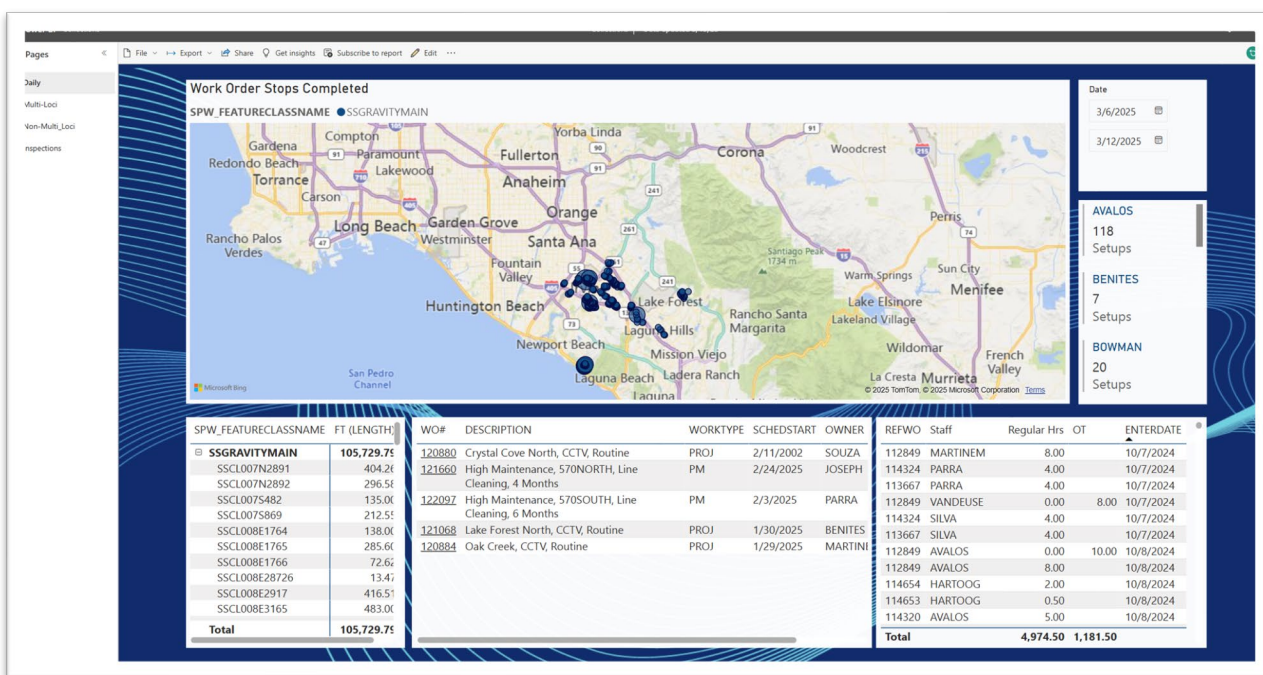 Pages
File
Export
Share
Get insights
Subscribe to report
Edit
Daily
Multi-Loci
Non-Multi_Loci
Inspections
Work Order Stops Completed
SPW_FEATURECLASSNAME SSGRAVITYMAIN
Compton
Yorba Linda
Gardena
Paramount
Fullerton
Corona
Woodcrest
Redondo Beach
Lakewood
Torrance
Anaheim
Carson
Orange
Perris
Long Beach
Garden Grove
Rancho Palos
Verdes
Westminster
Santa Ana
Santiago Peak
1734 m
Fountain
Valley
Warm Springs
Sun City
Menifee
Huntington Beach
Lake Forest
Lake Elsinore
Rancho Santa
Margarita
Lakeland Village
Laguna Hills
Newport Beach
Mission Viejo
Wildomar
French
Valley
San Pedro
Channel
Laguna Beach
Ladera Ranch
La Cresta
Murrieta
Laguna
Microsoft Bing
© 2025 TomTom, © 2025 Microsoft Corporation Terms
91
90
91
91
710
241
261
47
74
15
55
241
73
215
Date
3/6/2025
3/12/2025
AVALOS
118
Setups
BENITES
7
Setups
BOWMAN
20
Setups
SPW_FEATURECLASSNAME FT (LENGTH)
SSGRAVITYMAIN 105,729.79
SSCL007N2891 404.26
SSCL007N2892 296.58
SSCL007S482 135.00
SSCL007S869 212.55
SSCL008E1764 138.00
SSCL008E1765 285.60
SSCL008E1766 72.62
SSCL008E28726 13.47
SSCL008E2917 416.51
SSCL008E3165 483.00
Total 105,729.79
WO# DESCRIPTION WORKTYPE SCHEDSTART OWNER
120880 Crystal Cove North, CCTV, Routine PROJ 2/11/2002 SOUZA
121660 High Maintenance, 570NORTH, Line PM 2/24/2025 JOSEPH
Cleaning, 4 Months
122097 High Maintenance, 570SOUTH, Line PM 2/3/2025 PARRA
Cleaning, 6 Months
121068 Lake Forest North, CCTV, Routine PROJ 1/30/2025 BENITES
120884 Oak Creek, CCTV, Routine PROJ 1/29/2025 MARTINI
REFWO Staff Regular Hrs OT ENTERDATE
112849 MARTINEM 8.00 10/7/2024
114324 PARRA 4.00 10/7/2024
113667 PARRA 4.00 10/7/2024
112849 VANDEUSE 0.00 8.00 10/7/2024
114324 SILVA 4.00 10/7/2024
113667 SILVA 4.00 10/7/2024
112849 AVALOS 0.00 10.00 10/8/2024
112849 AVALOS 8.00 10/8/2024
114654 HARTOOG 2.00 10/8/2024
114653 HARTOOG 0.50 10/8/2024
114320 AVALOS 5.00 10/8/2024
Total 4,974.50 1,181.50